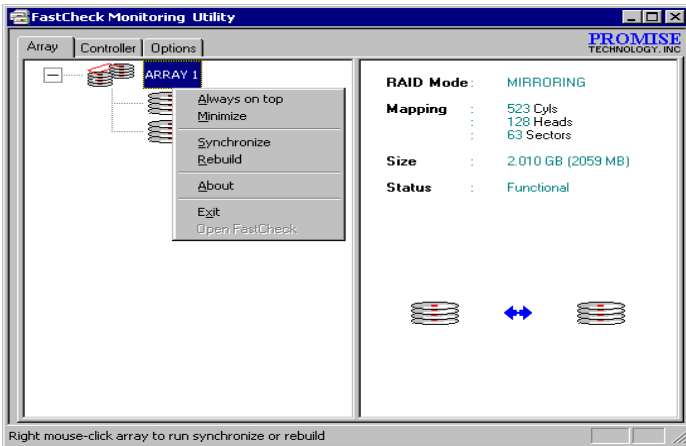 FastCheck Monitoring Utility
PROMISE
TECHNOLOGY, INC
Array Controller Options
ARRAY 1
Always on top
Minimize
Synchronize
Rebuild
About
Exit
Open FastCheck
RAID Mode : MIRRORING
Mapping : 523 Cyls
: 128 Heads
: 63 Sectors
Size : 2.010 GB (2059 MB)
Status : Functional
Right mouse-click array to run synchronize or rebuild